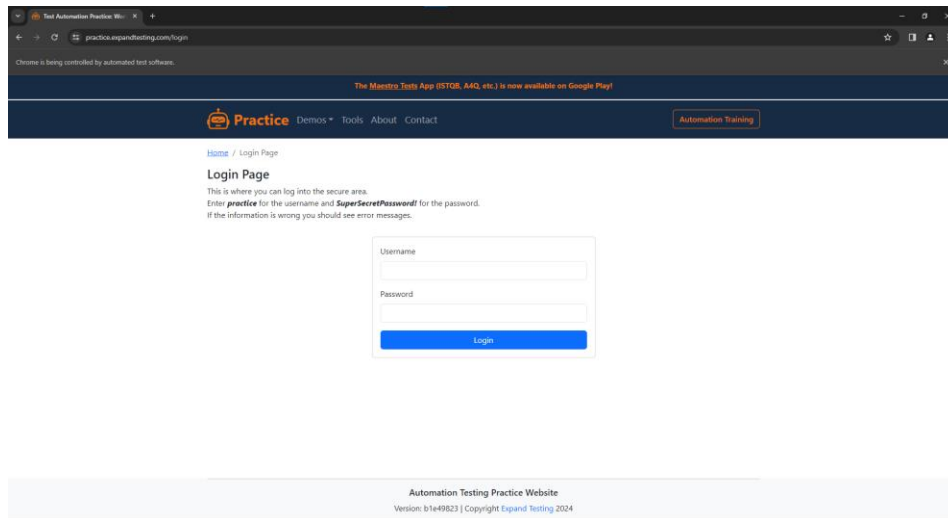 Test Automation Practice We
practice.expandtesting.com/login
Chrome is being controlled by automated test software.
The Maestro Tests App (ISTQB, A4Q, etc.) is now available on Google Play!
Practice Demos Tools About Contact Automation Training
Home / Login Page
Login Page
This is where you can log into the secure area.
Enter practice for the username and SuperSecretPassword! for the password.
If the information is wrong you should see error messages.
Username
Password
Login
Automation Testing Practice Website
Version: b1e49823 | Copyright Expand Testing 2024